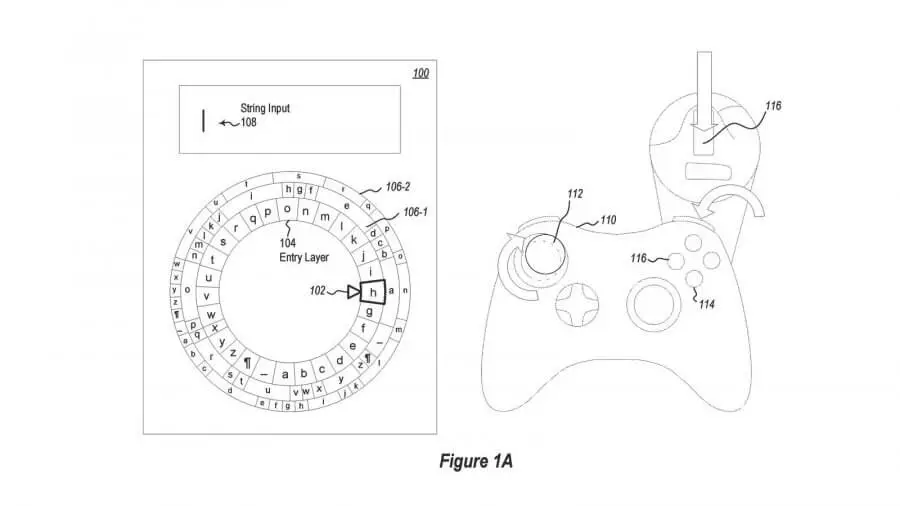 100
String Input
108
s r q p o n m l k j i h g f e d c b a _ ¶ z y x w v u t
106-2
h g f e d c b a _ ¶ z y x w v u t s r q p o n m l k j i
106-1
o n m l k j i h g f e d c b a _ ¶ z y x w v u t s r q p
104
Entry Layer
102
116
112
110
116
114
Figure 1A